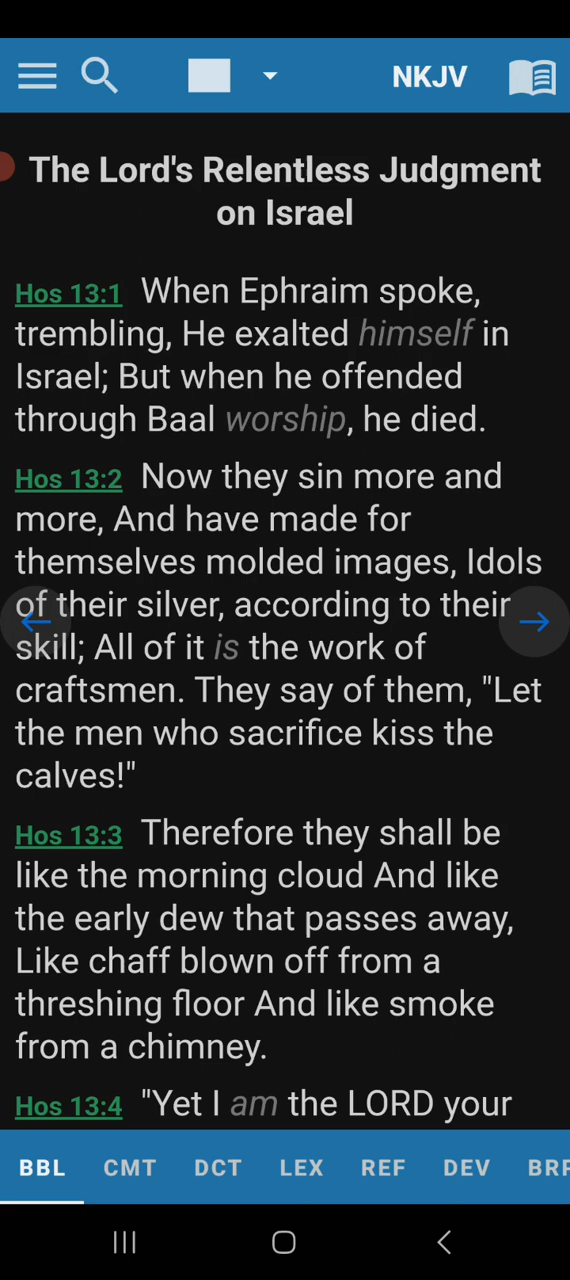 NKJV
The Lord's Relentless Judgment
on Israel
Hos 13:1 When Ephraim spoke,
trembling, He exalted himself in
Israel; But when he offended
through Baal worship, he died.
Hos 13:2 Now they sin more and
more, And have made for
themselves molded images, Idols
of their silver, according to their
skill; All of it is the work of
craftsmen. They say of them, "Let
the men who sacrifice kiss the
calves!"
Hos 13:3 Therefore they shall be
like the morning cloud And like
the early dew that passes away,
Like chaff blown off from a
threshing floor And like smoke
from a chimney.
Hos 13:4 "Yet I am the LORD your
BBL CMT DCT LEX REF DEV BRF